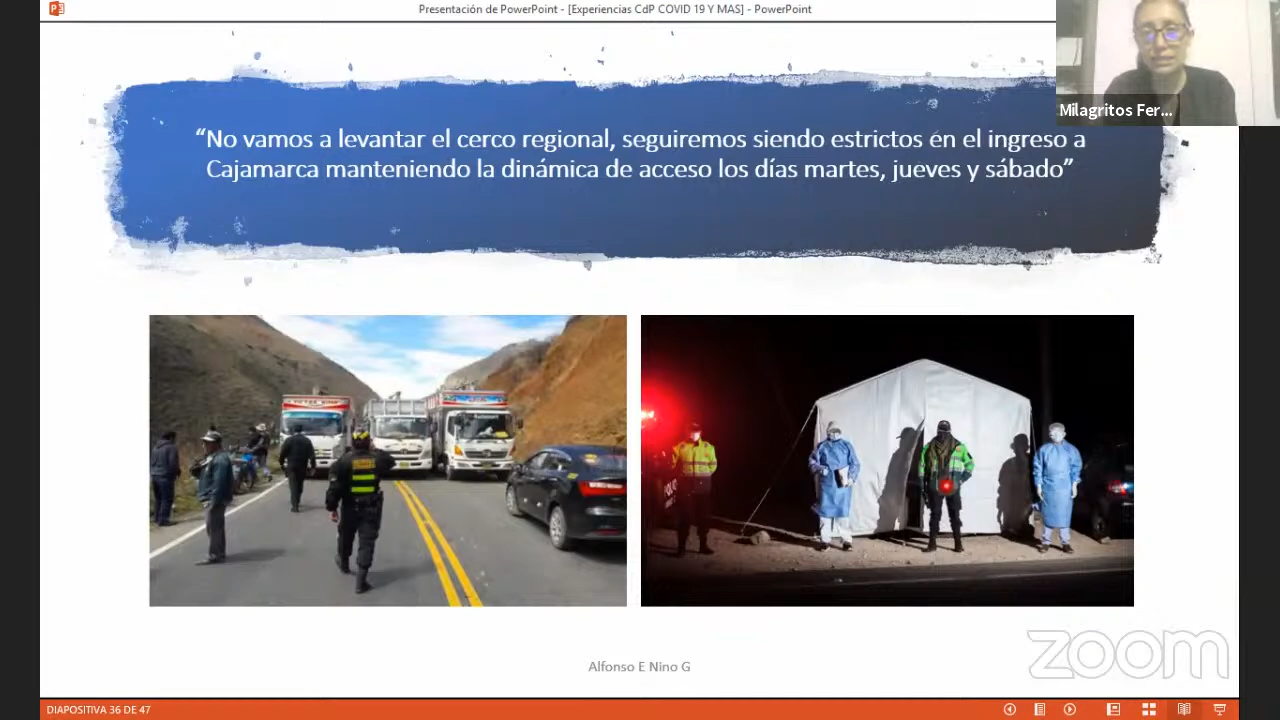 Presentación de PowerPoint - [Experiencias CdP COVID 19 Y MAS] - PowerPoint
Milagritos Fer...
“No vamos a levantar el cerco regional, seguiremos siendo estrictos en el ingreso a
Cajamarca manteniendo la dinámica de acceso los días martes, jueves y sábado”
Alfonso E Nino G
zoom
DIAPOSITIVA 36 DE 47